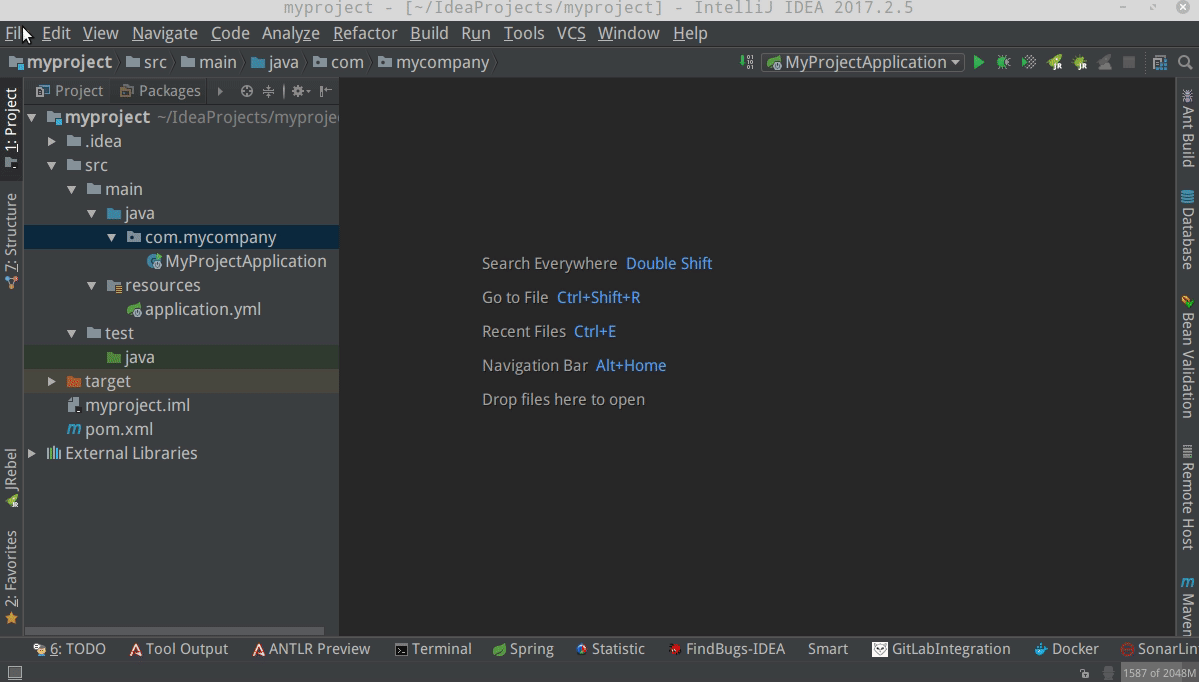 myproject - [~/IdeaProjects/myproject] - IntelliJ IDEA 2017.2.5
File Edit View Navigate Code Analyze Refactor Build Run Tools VCS Window Help
myproject src main java com mycompany MyProjectApplication
Project Packages
myproject ~/IdeaProjects/myproje
.idea
src
main
java
com.mycompany
MyProjectApplication
resources
application.yml
test
java
target
myproject.iml
pom.xml
External Libraries
1: Project
7: Structure
JRebel
2: Favorites
Search Everywhere Double Shift
Go to File Ctrl+Shift+R
Recent Files Ctrl+E
Navigation Bar Alt+Home
Drop files here to open
Ant Build
Database
Bean Validation
Remote Host
Maven
6: TODO Tool Output ANTLR Preview Terminal Spring Statistic FindBugs-IDEA Smart GitLabIntegration Docker SonarLin
1587 of 2048M